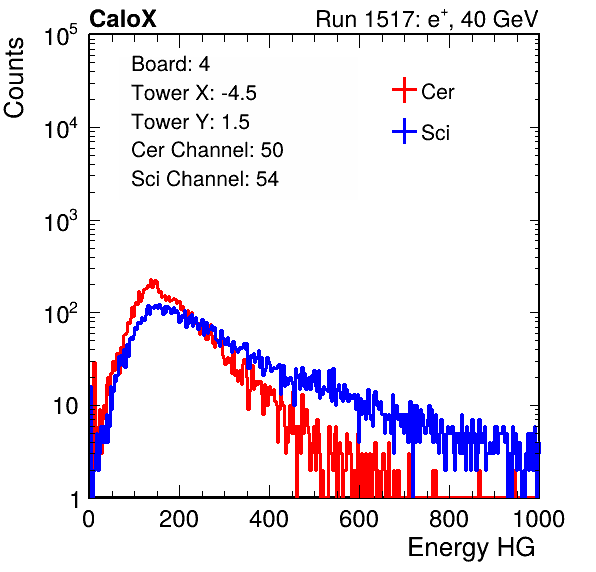 CaloX Run 1517: e⁺, 40 GeV
Counts
Board: 4
Tower X: -4.5
Tower Y: 1.5
Cer Channel: 50
Sci Channel: 54
Cer
Sci
10⁵
10⁴
10³
10²
10
1
0 200 400 600 800 1000
Energy HG